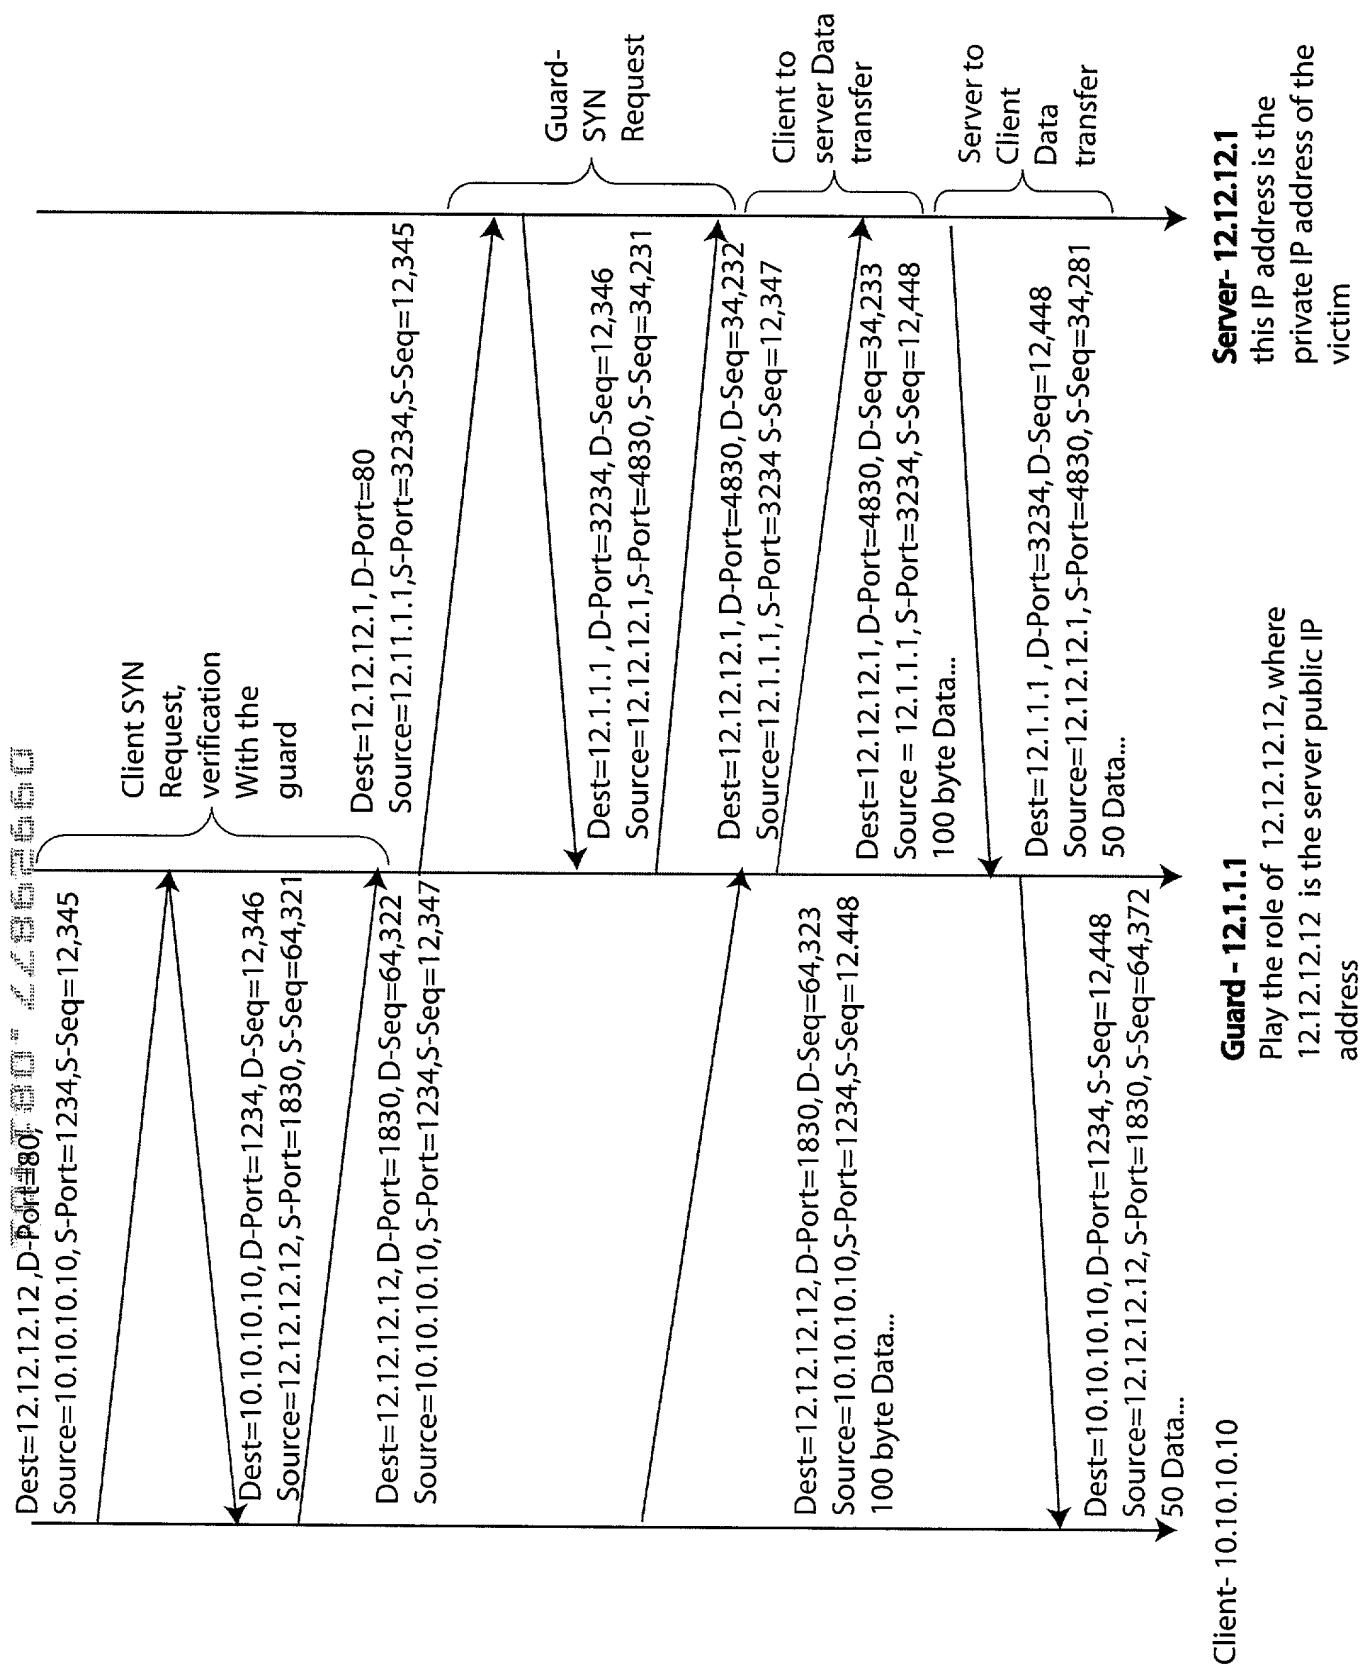 Dest=12.12.12.12 ,D-Port=80,
Source=10.10.10.10, S-Port=1234,S-Seq=12,345
Client SYN
Request,
verification
With the
guard
Dest=10.10.10.10, D-Port=1234, D-Seq=12,346
Source=12.12.12.12, S-Port=1830, S-Seq=64,321
Dest=12.12.12.12, D-Port=1830, D-Seq=64,322
Source=10.10.10.10, S-Port=1234,S-Seq=12,347
Dest=12.12.12.1, D-Port=80
Source=12.11.1.1,S-Port=3234,S-Seq=12,345
Guard-
SYN
Request
Dest=12.1.1.1 , D-Port=3234, D-Seq=12,346
Source=12.12.12.1,S-Port=4830, S-Seq=34,231
Dest=12.12.12.1, D-Port=4830, D-Seq=34,232
Source=12.1.1.1, S-Port=3234 S-Seq=12,347
Client to
server Data
transfer
Dest=12.12.12.12, D-Port=1830, D-Seq=64,323
Source=10.10.10.10,S-Port=1234,S-Seq=12.448
100 byte Data...
Dest=12.12.12.1, D-Port=4830, D-Seq=34,233
Source = 12.1.1.1, S-Port=3234, S-Seq=12,448
100 byte Data...
Server to
Client
Data
transfer
Dest=12.1.1.1 , D-Port=3234, D-Seq=12,448
Source=12.12.12.1, S-Port=4830, S-Seq=34,281
50 Data...
Dest=10.10.10.10, D-Port=1234, S-Seq=12,448
Source=12.12.12.12, S-Port=1830, S-Seq=64,372
50 Data...
Client- 10.10.10.10
Guard - 12.1.1.1
Play the role of 12.12.12.12, where
12.12.12.12 is the server public IP
address
Server- 12.12.12.1
this IP address is the
private IP address of the
victim